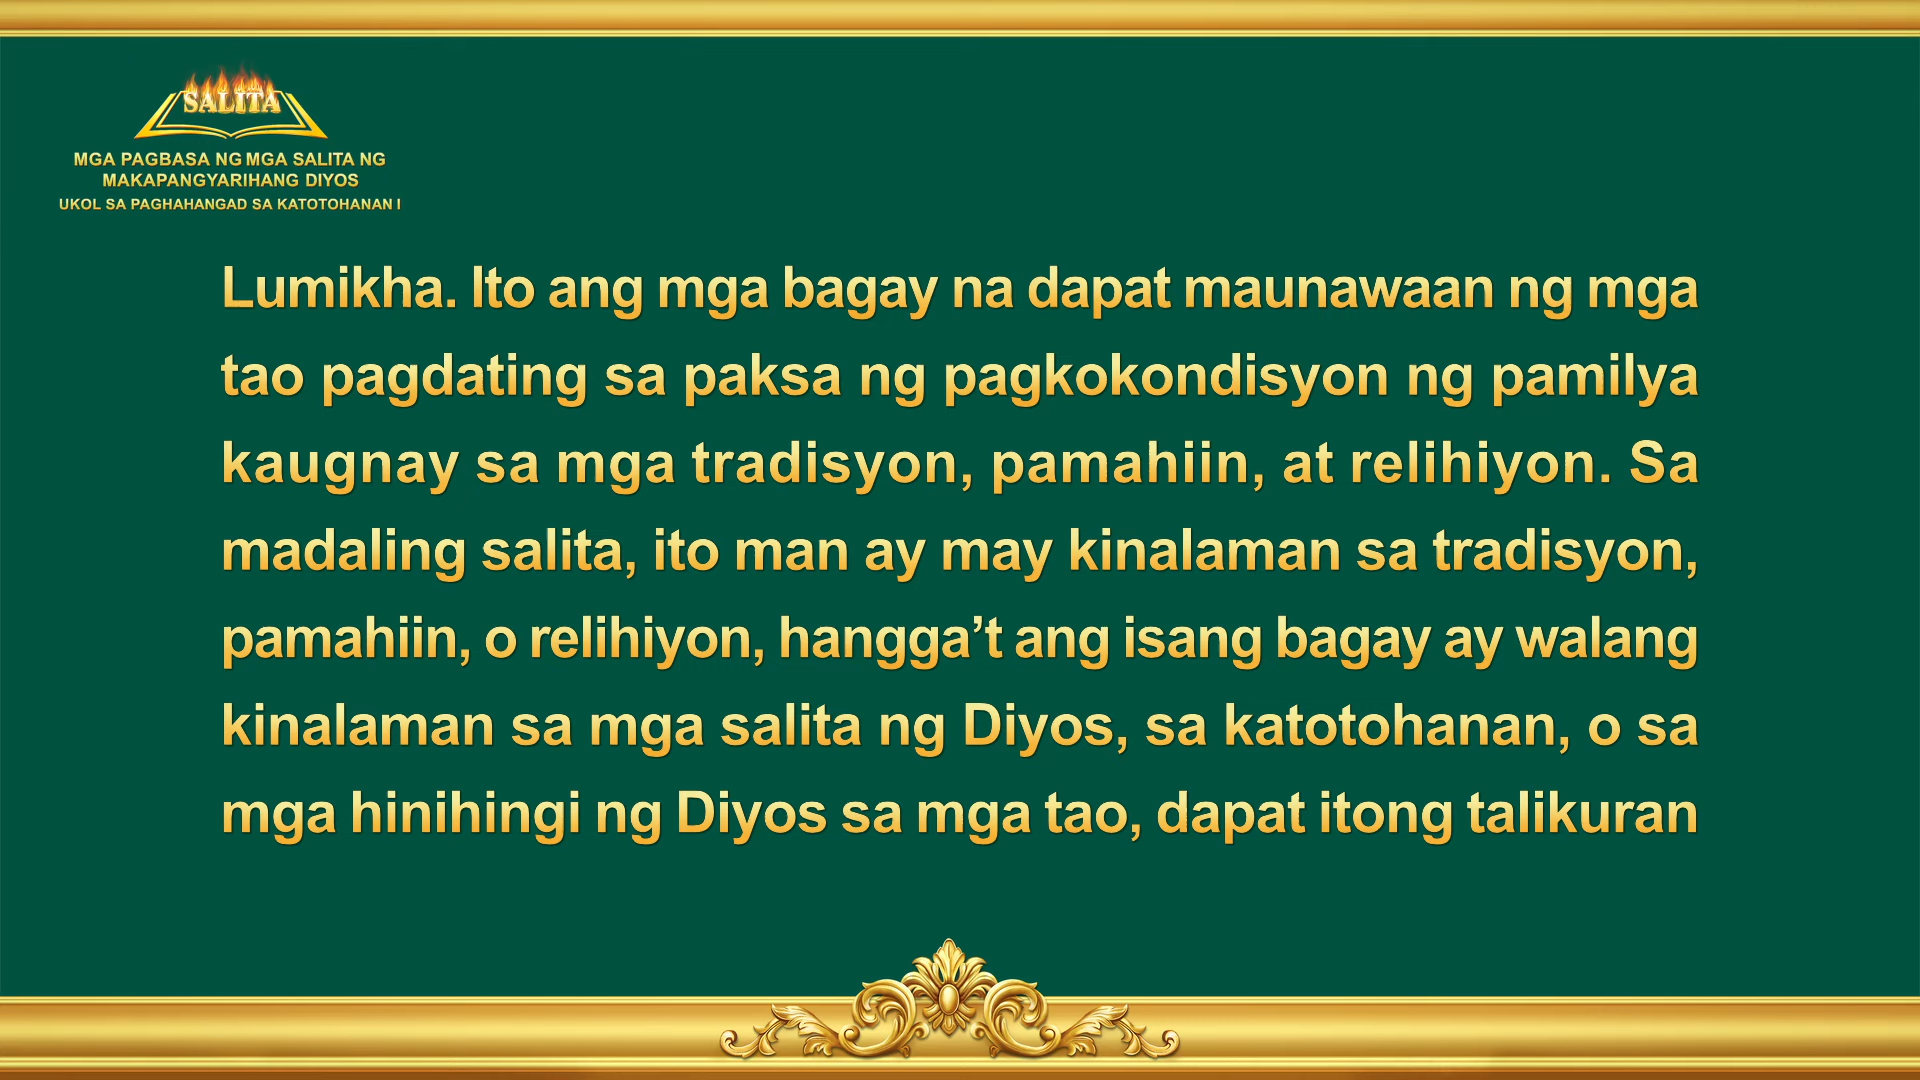 SALITA
MGA PAGBASA NG MGA SALITA NG
MAKAPANGYARIHANG DIYOS
UKOL SA PAGHAHANGAD SA KATOTOHANAN I
Lumikha. Ito ang mga bagay na dapat maunawaan ng mga
tao pagdating sa paksa ng pagkokondisyon ng pamilya
kaugnay sa mga tradisyon, pamahiin, at relihiyon. Sa
madaling salita, ito man ay may kinalaman sa tradisyon,
pamahiin, o relihiyon, hangga’t ang isang bagay ay walang
kinalaman sa mga salita ng Diyos, sa katotohanan, o sa
mga hinihingi ng Diyos sa mga tao, dapat itong talikuran